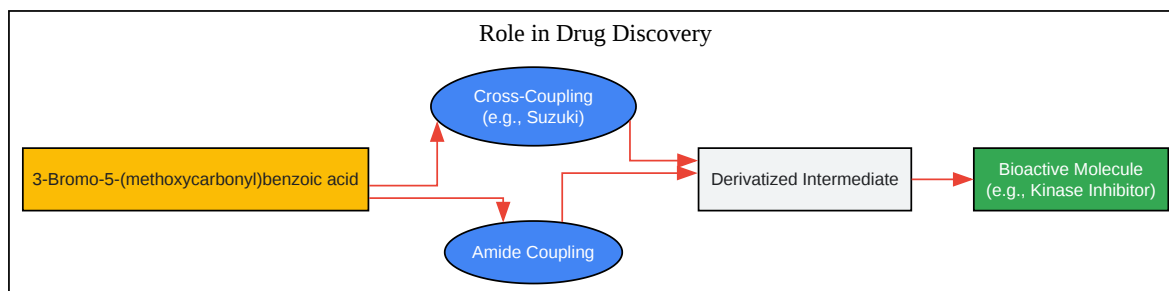 Role in Drug Discovery
Cross-Coupling
(e.g., Suzuki)
3-Bromo-5-(methoxycarbonyl)benzoic acid
Derivatized Intermediate
Bioactive Molecule
(e.g., Kinase Inhibitor)
Amide Coupling